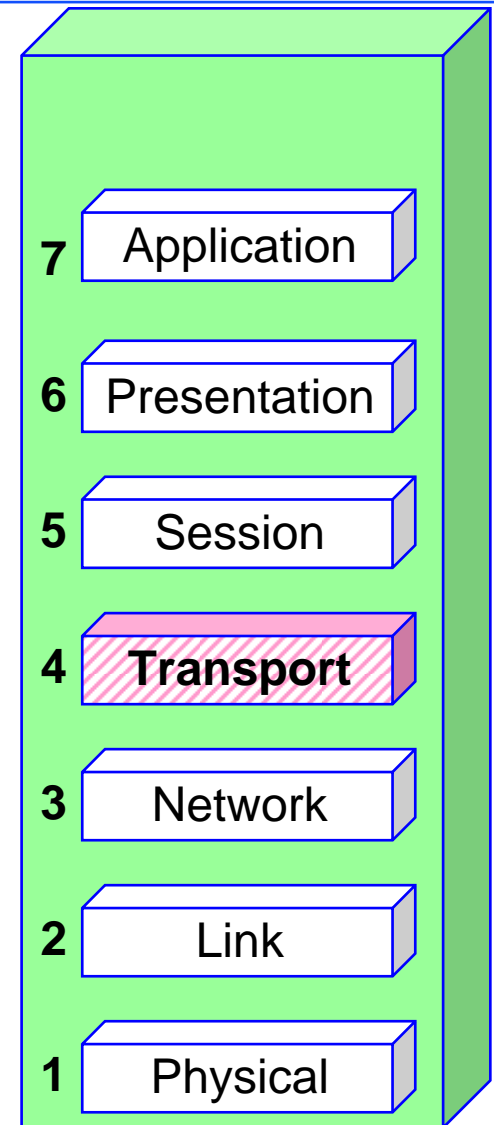 7 Application
6 Presentation
5 Session
4 Transport
3 Network
2 Link
1 Physical